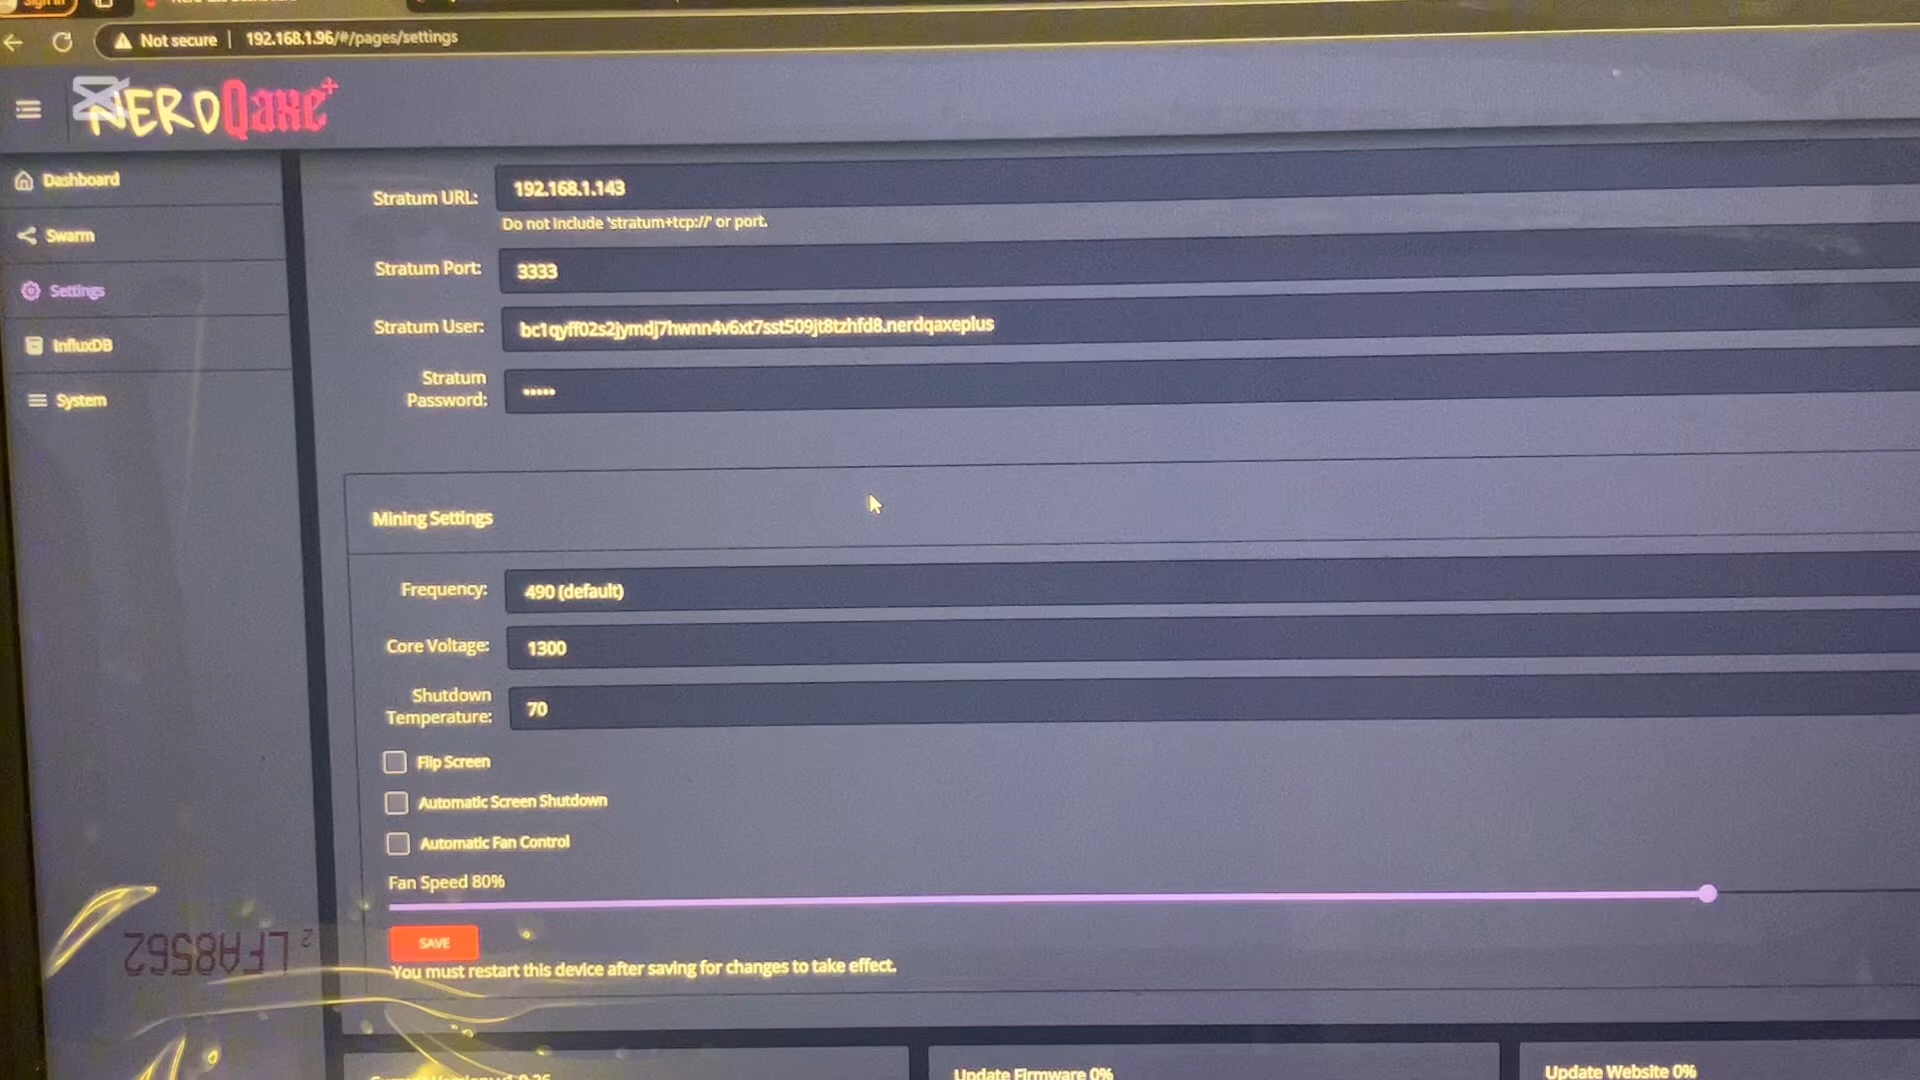 Sign in
Not secure | 192.168.1.96/#/pages/settings
NERDQaxe+
Dashboard
Swarm
Settings
InfluxDB
System
Stratum URL: 192.168.1.143
Do not include 'stratum+tcp://' or port.
Stratum Port: 3333
Stratum User: bc1qyff02s2jymdj7hwnn4v6xt7sst509jt8tzhfd8.nerdqaxeplus
Stratum Password: •••••
Mining Settings
Frequency: 490 (default)
Core Voltage: 1300
Shutdown Temperature: 70
Flip Screen
Automatic Screen Shutdown
Automatic Fan Control
Fan Speed 80%
SAVE
You must restart this device after saving for changes to take effect.
2 LFA8562
Update Firmware 0%
Update Website 0%